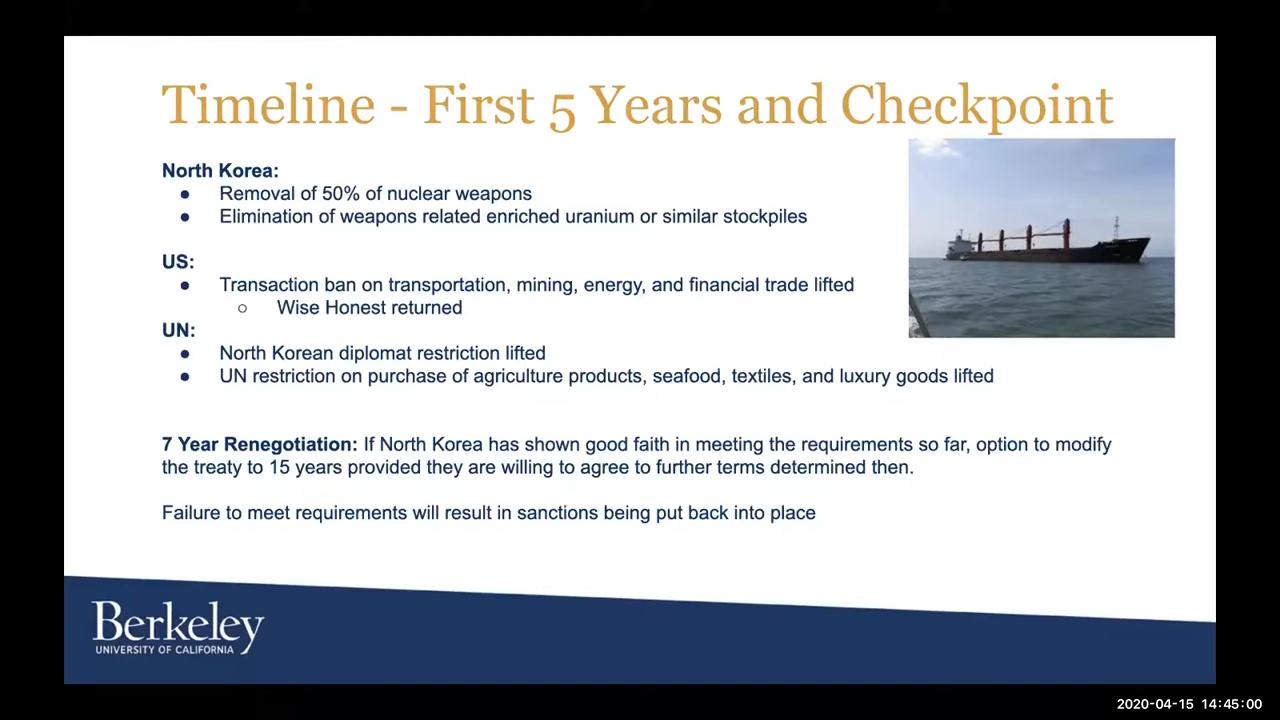 Timeline - First 5 Years and Checkpoint
North Korea:
● Removal of 50% of nuclear weapons
● Elimination of weapons related enriched uranium or similar stockpiles
US:
● Transaction ban on transportation, mining, energy, and financial trade lifted
○ Wise Honest returned
UN:
● North Korean diplomat restriction lifted
● UN restriction on purchase of agriculture products, seafood, textiles, and luxury goods lifted
7 Year Renegotiation: If North Korea has shown good faith in meeting the requirements so far, option to modify
the treaty to 15 years provided they are willing to agree to further terms determined then.
Failure to meet requirements will result in sanctions being put back into place
Berkeley
UNIVERSITY OF CALIFORNIA
2020-04-15 14:45:00